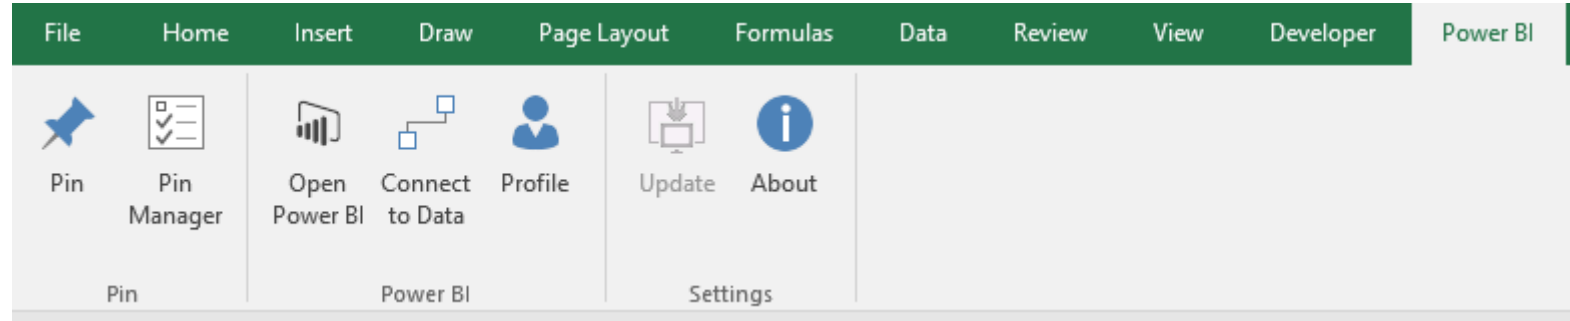 File Home Insert Draw Page Layout Formulas Data Review View Developer Power BI
Pin Pin Open Connect Profile Update About
Manager Power BI to Data
Pin Power BI Settings